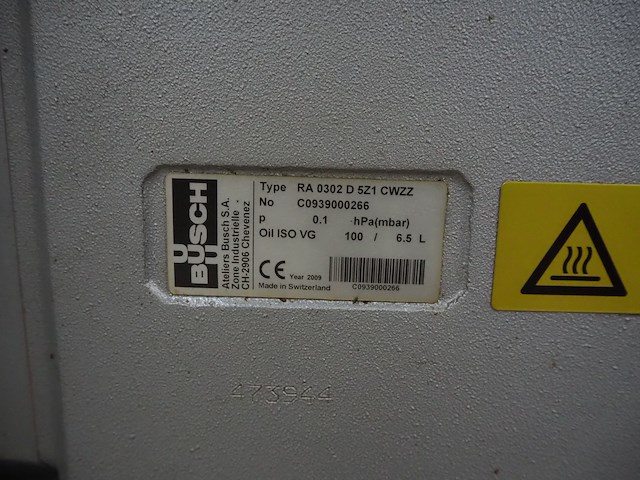 BUSCH
Ateliers Busch S.A.
Zone Industrielle
CH-2906 Chevenez
Type RA 0302 D 5Z1 CWZZ
No C0939000266
p 0.1 hPa(mbar)
Oil ISO VG 100 / 6.5 L
CE Year 2009
Made in Switzerland C0939000266
473944